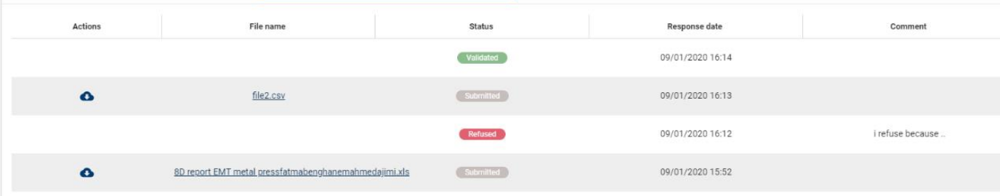 Actions File name Status Response date Comment
Validated 09/01/2020 16:14
file2.csv Submitted 09/01/2020 16:13
Refused 09/01/2020 16:12 i refuse because ..
8D report EMT metal pressfatmabenghanemahmedajimi.xls Submitted 09/01/2020 15:52